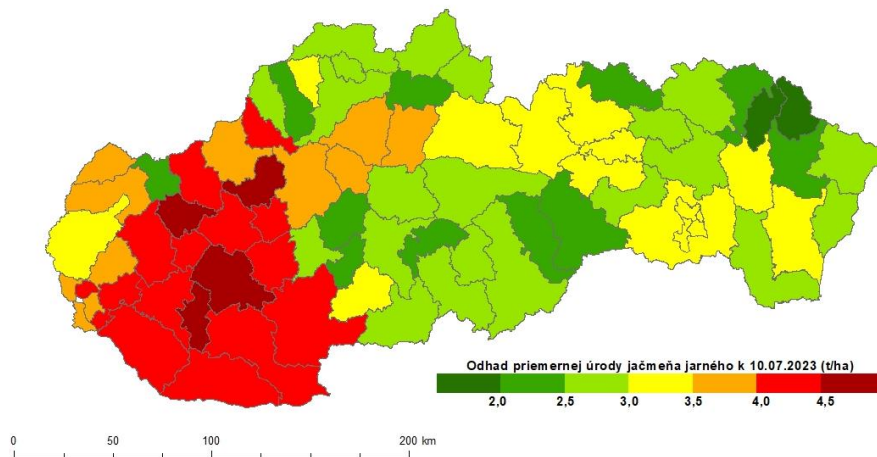 Odhad priemernej úrody jačmeňa jarného k 10.07.2023 (t/ha)
2,0 2,5 3,0 3,5 4,0 4,5
0 50 100 200 km